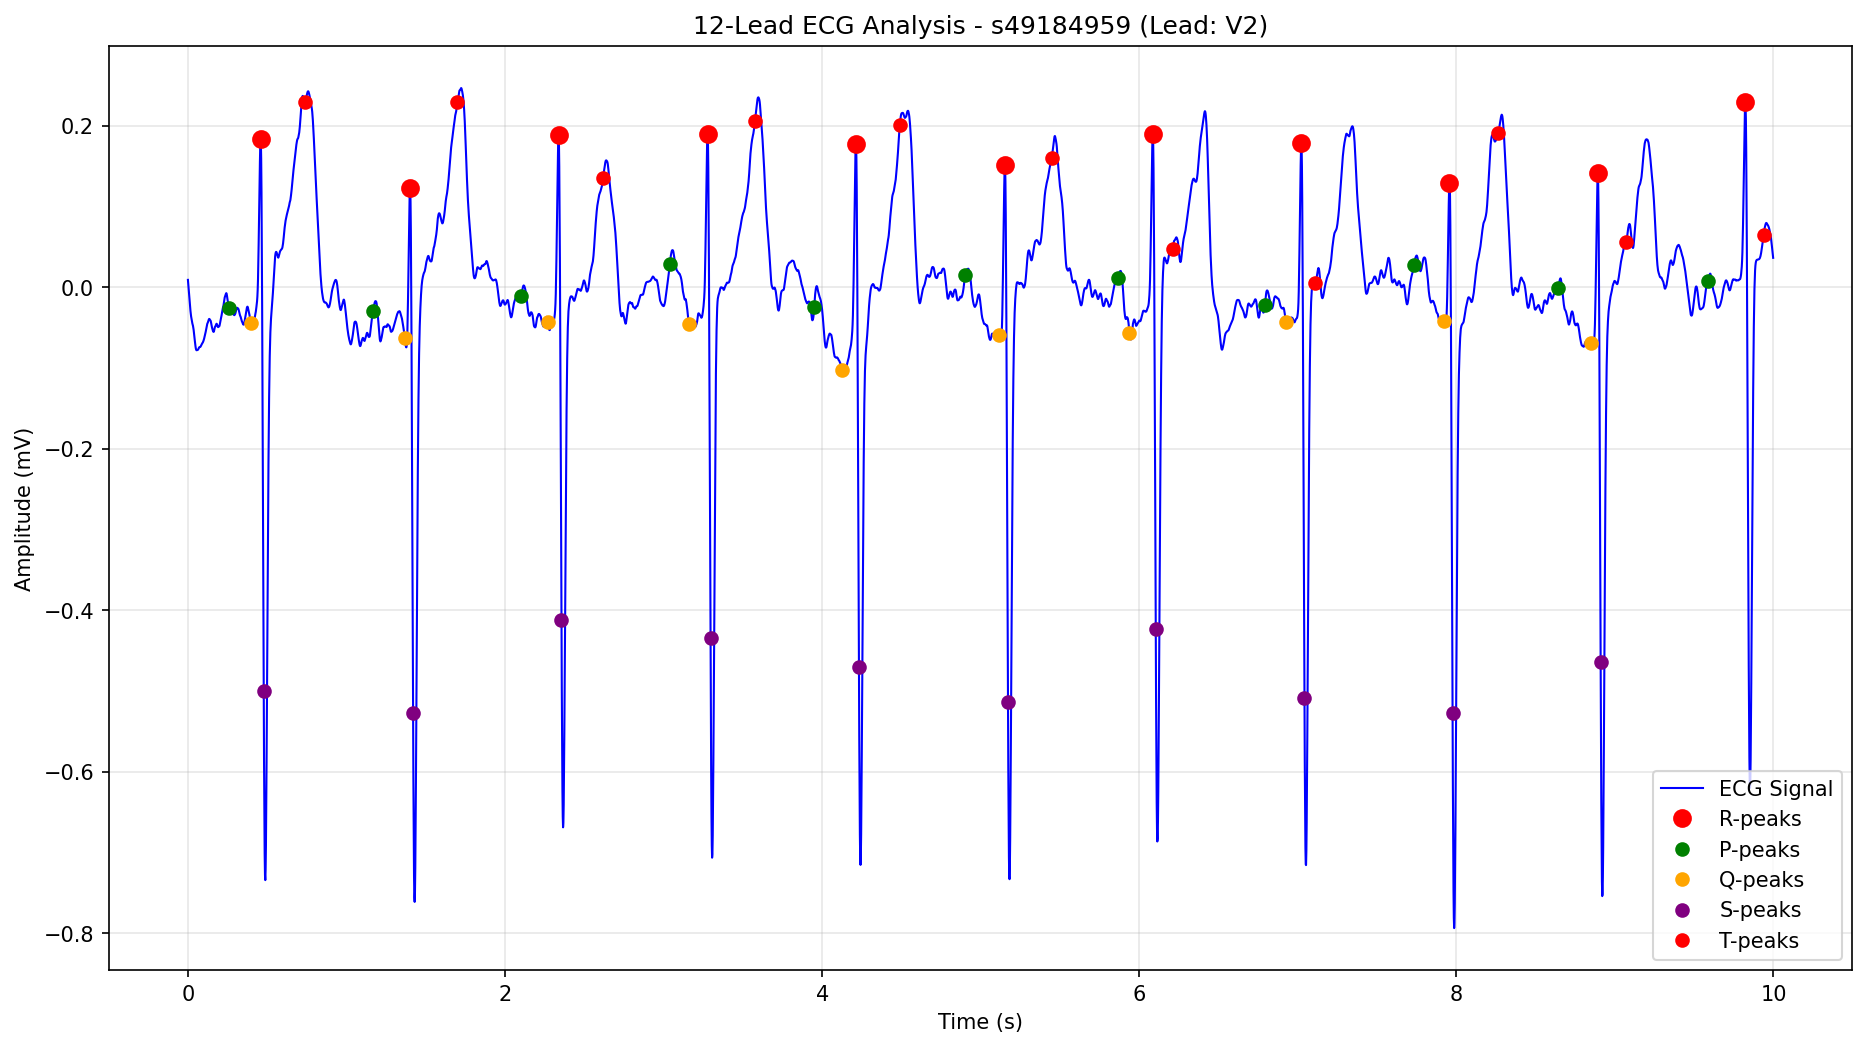 12-Lead ECG Analysis - s49184959 (Lead: V2)
Amplitude (mV)
0.2
0.0
−0.2
−0.4
−0.6
−0.8
0 2 4 6 8 10
Time (s)
ECG Signal
R-peaks
P-peaks
Q-peaks
S-peaks
T-peaks